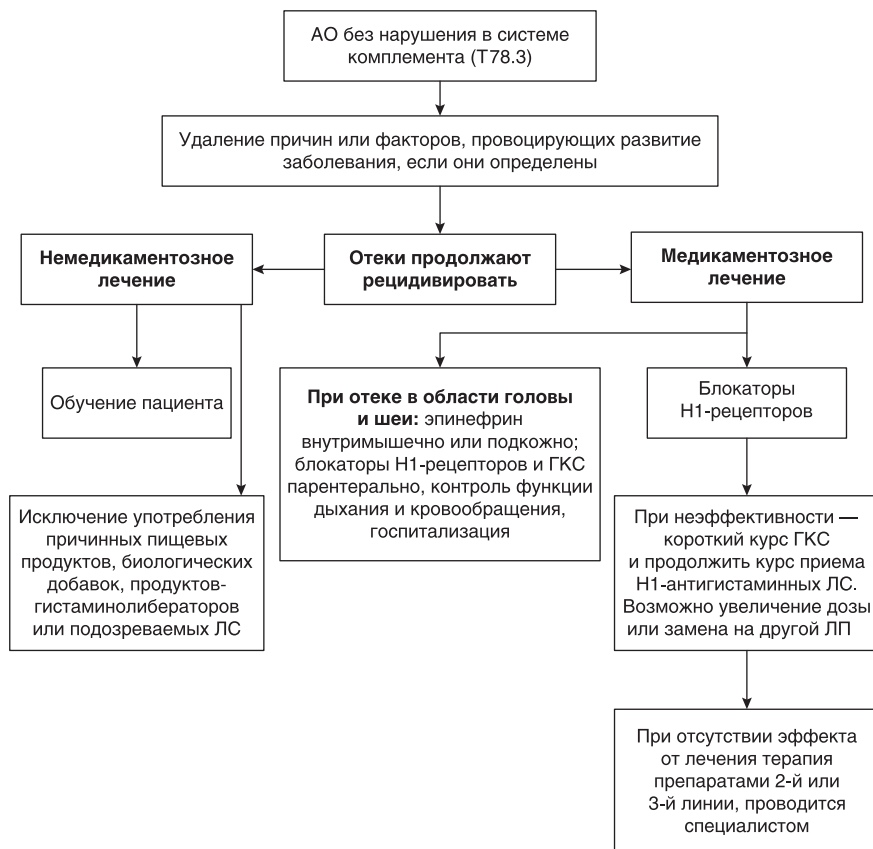 АО без нарушения в системе
комплемента (T78.3)
Удаление причин или факторов, провоцирующих развитие
заболевания, если они определены
Немедикаментозное
лечение
Отеки продолжают
рецидивировать
Медикаментозное
лечение
Обучение пациента
При отеке в области головы
и шеи: эпинефрин
внутримышечно или подкожно;
блокаторы H1-рецепторов и ГКС
парентерально, контроль функции
дыхания и кровообращения,
госпитализация
Блокаторы
H1-рецепторов
Исключение употребления
причинных пищевых
продуктов, биологических
добавок, продуктов-
гистаминолибераторов
или подозреваемых ЛС
При неэффективности —
короткий курс ГКС
и продолжить курс приема
H1-антигистаминных ЛС.
Возможно увеличение дозы
или замена на другой ЛП
При отсутствии эффекта
от лечения терапия
препаратами 2-й или
3-й линии, проводится
специалистом